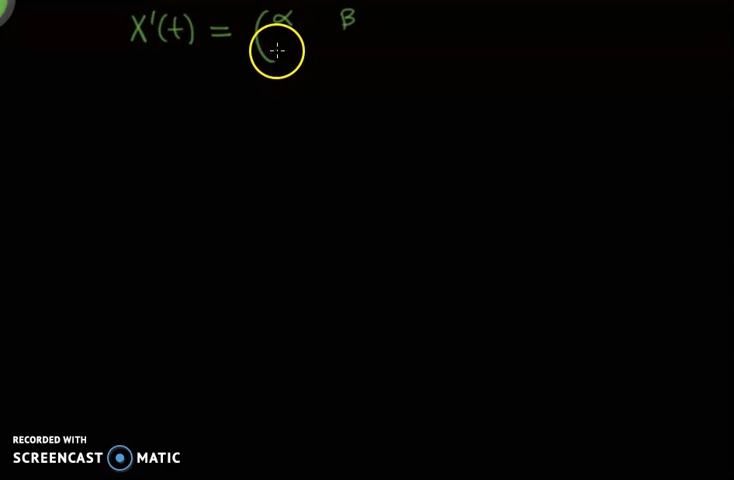 X'(t) = (α β
RECORDED WITH
SCREENCAST MATIC